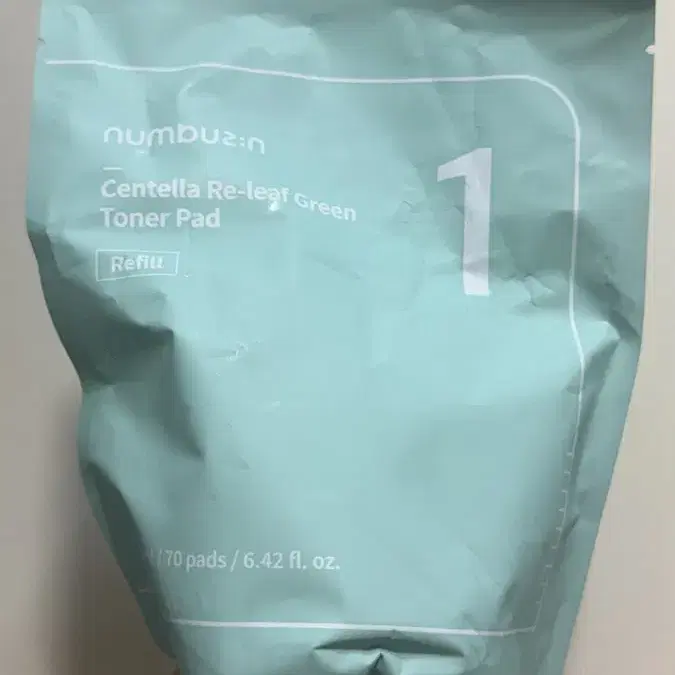 numbuz:n
Centella Re-leaf Green
Toner Pad
Refill
1
/ 70 pads / 6.42 fl. oz.